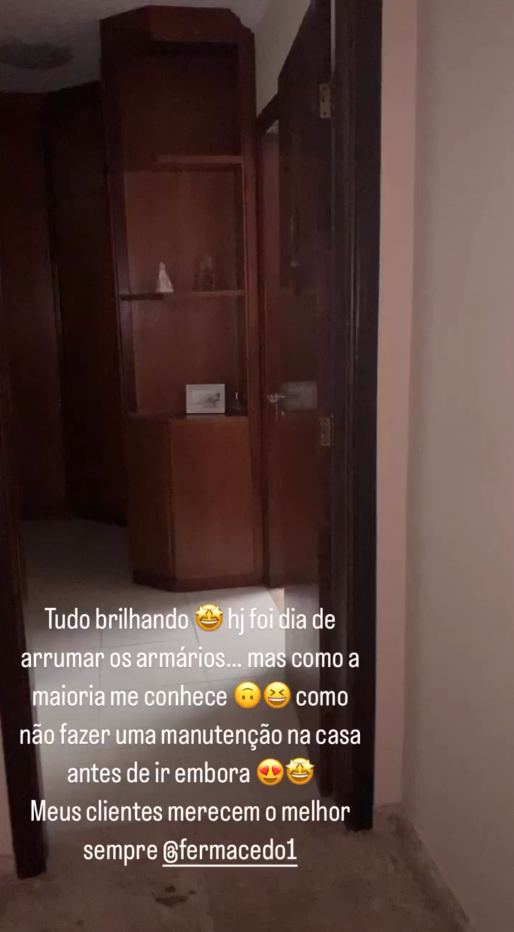 Tudo brilhando 🤩 hj foi dia de
arrumar os armários... mas como a
maioria me conhece 🙃😆 como
não fazer uma manutenção na casa
antes de ir embora 😍🤩
Meus clientes merecem o melhor
sempre @fermacedo1